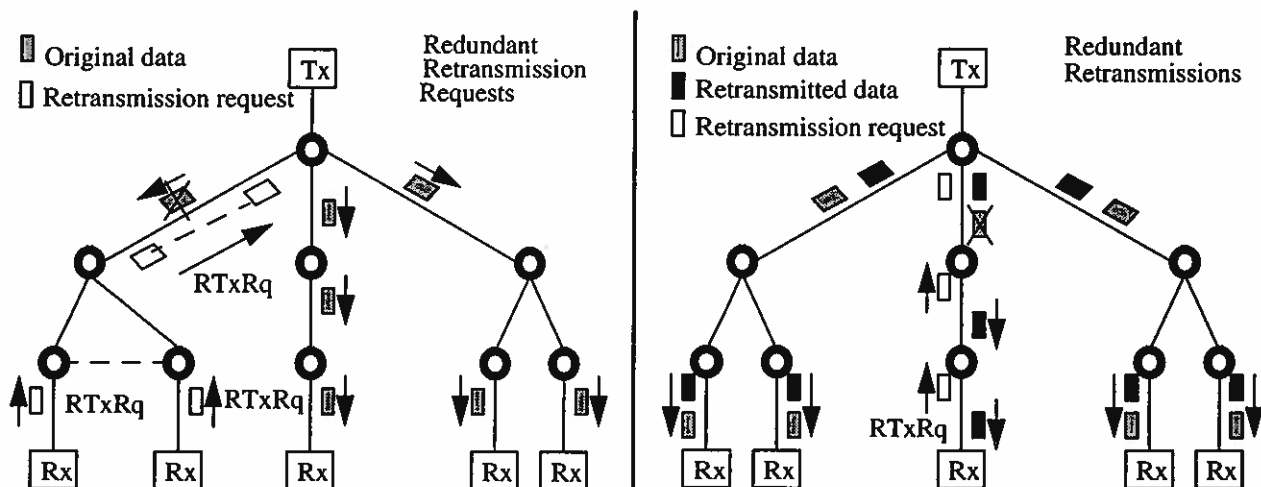 Original data
Retransmission request
Tx
Redundant
Retransmission
Requests
RTxRq
RTxRq
RTxRq
Rx
Rx
Rx
Rx
Rx
Original data
Retransmitted data
Retransmission request
Tx
Redundant
Retransmissions
RTxRq
Rx
Rx
Rx
Rx
Rx